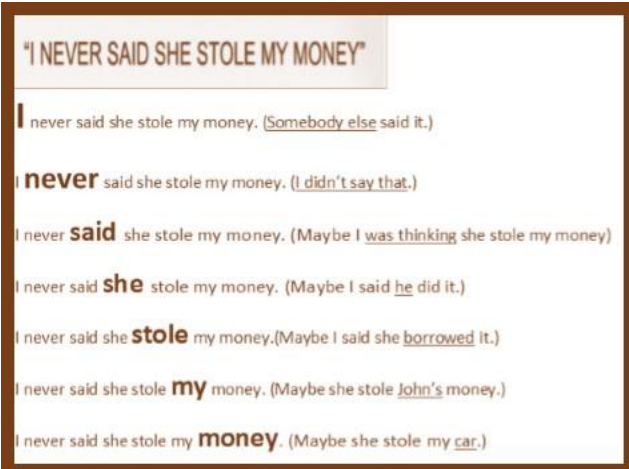 "I NEVER SAID SHE STOLE MY MONEY"
I never said she stole my money. (Somebody else said it.)
I never said she stole my money. (I didn't say that.)
I never said she stole my money. (Maybe I was thinking she stole my money)
I never said she stole my money. (Maybe I said he did it.)
I never said she stole my money.(Maybe I said she borrowed it.)
I never said she stole my money. (Maybe she stole John's money.)
I never said she stole my money. (Maybe she stole my car.)